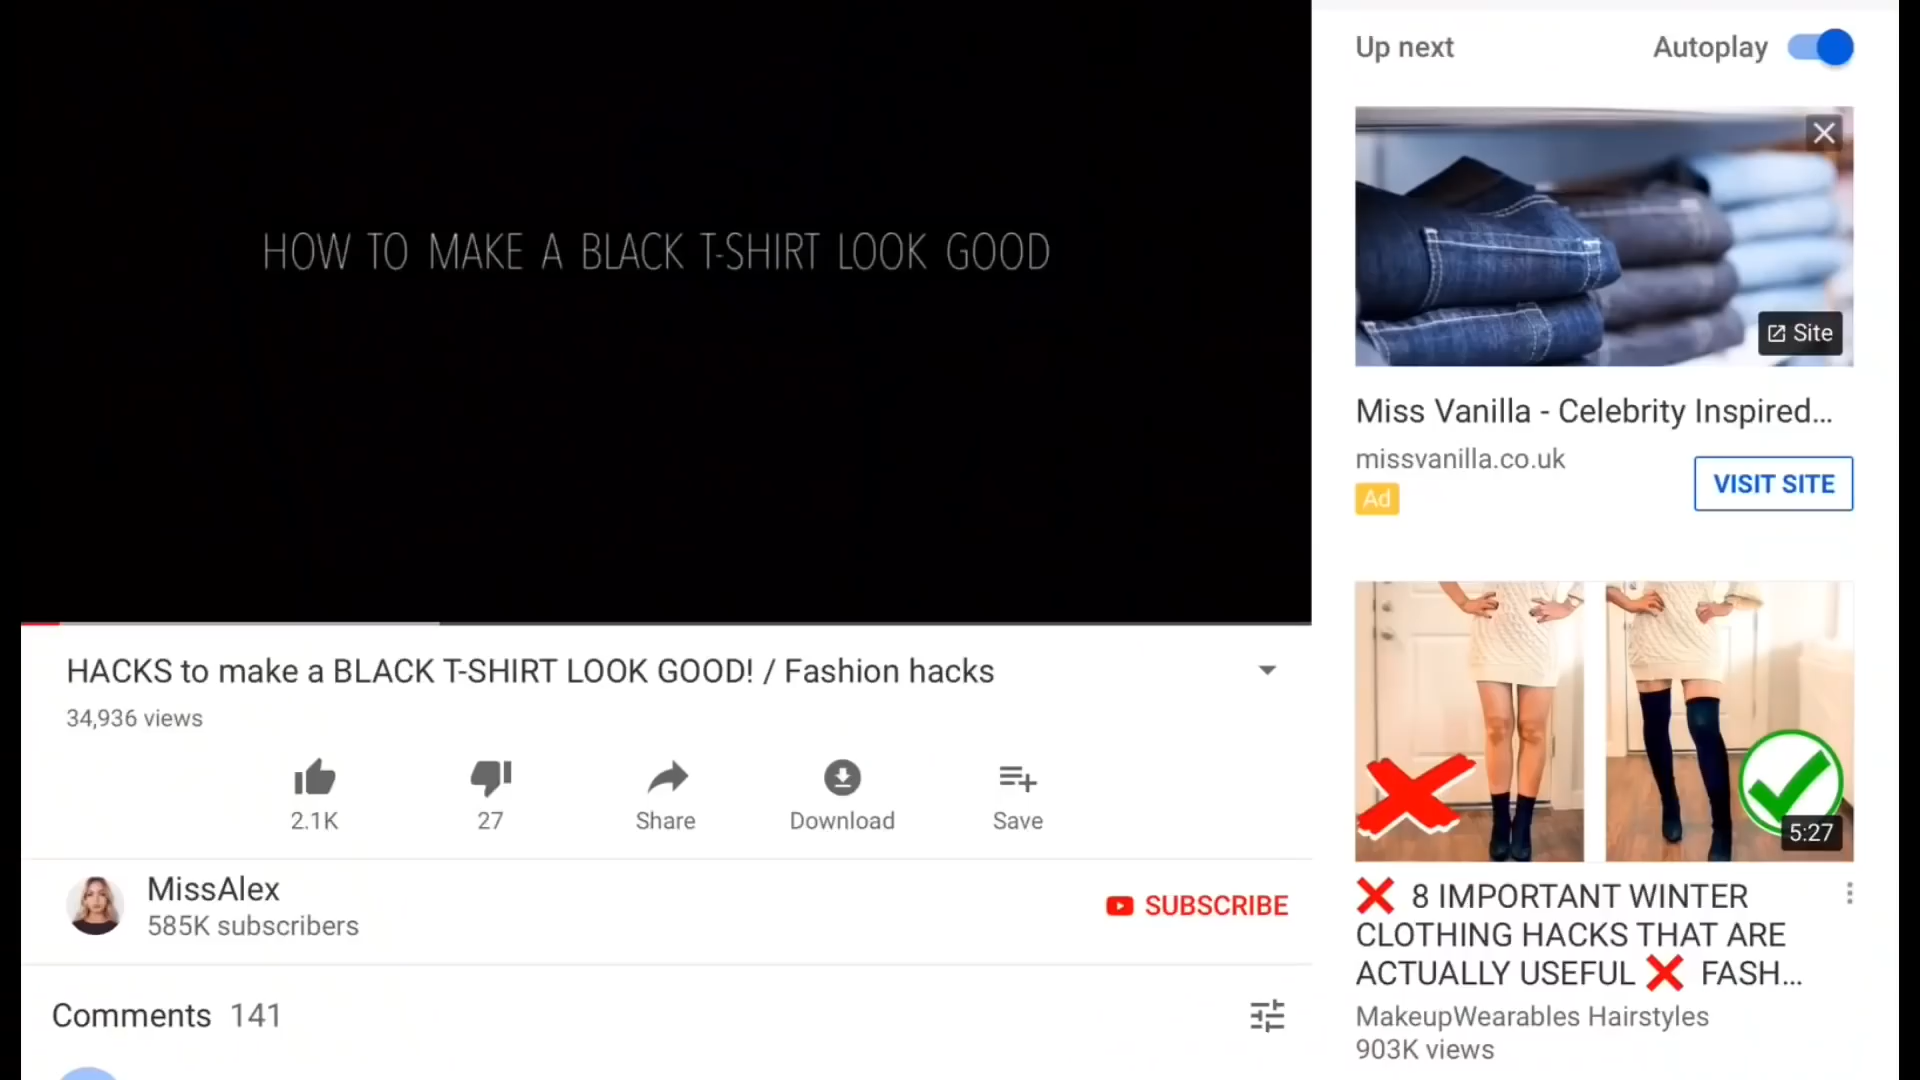 HOW TO MAKE A BLACK T-SHIRT LOOK GOOD
HACKS to make a BLACK T-SHIRT LOOK GOOD! / Fashion hacks
34,936 views
2.1K
27
Share
Download
Save
MissAlex
585K subscribers
SUBSCRIBE
Comments 141
Up next
Autoplay
Site
Miss Vanilla - Celebrity Inspired...
missvanilla.co.uk
Ad
VISIT SITE
5:27
❌ 8 IMPORTANT WINTER
CLOTHING HACKS THAT ARE
ACTUALLY USEFUL ❌ FASH...
MakeupWearables Hairstyles
903K views